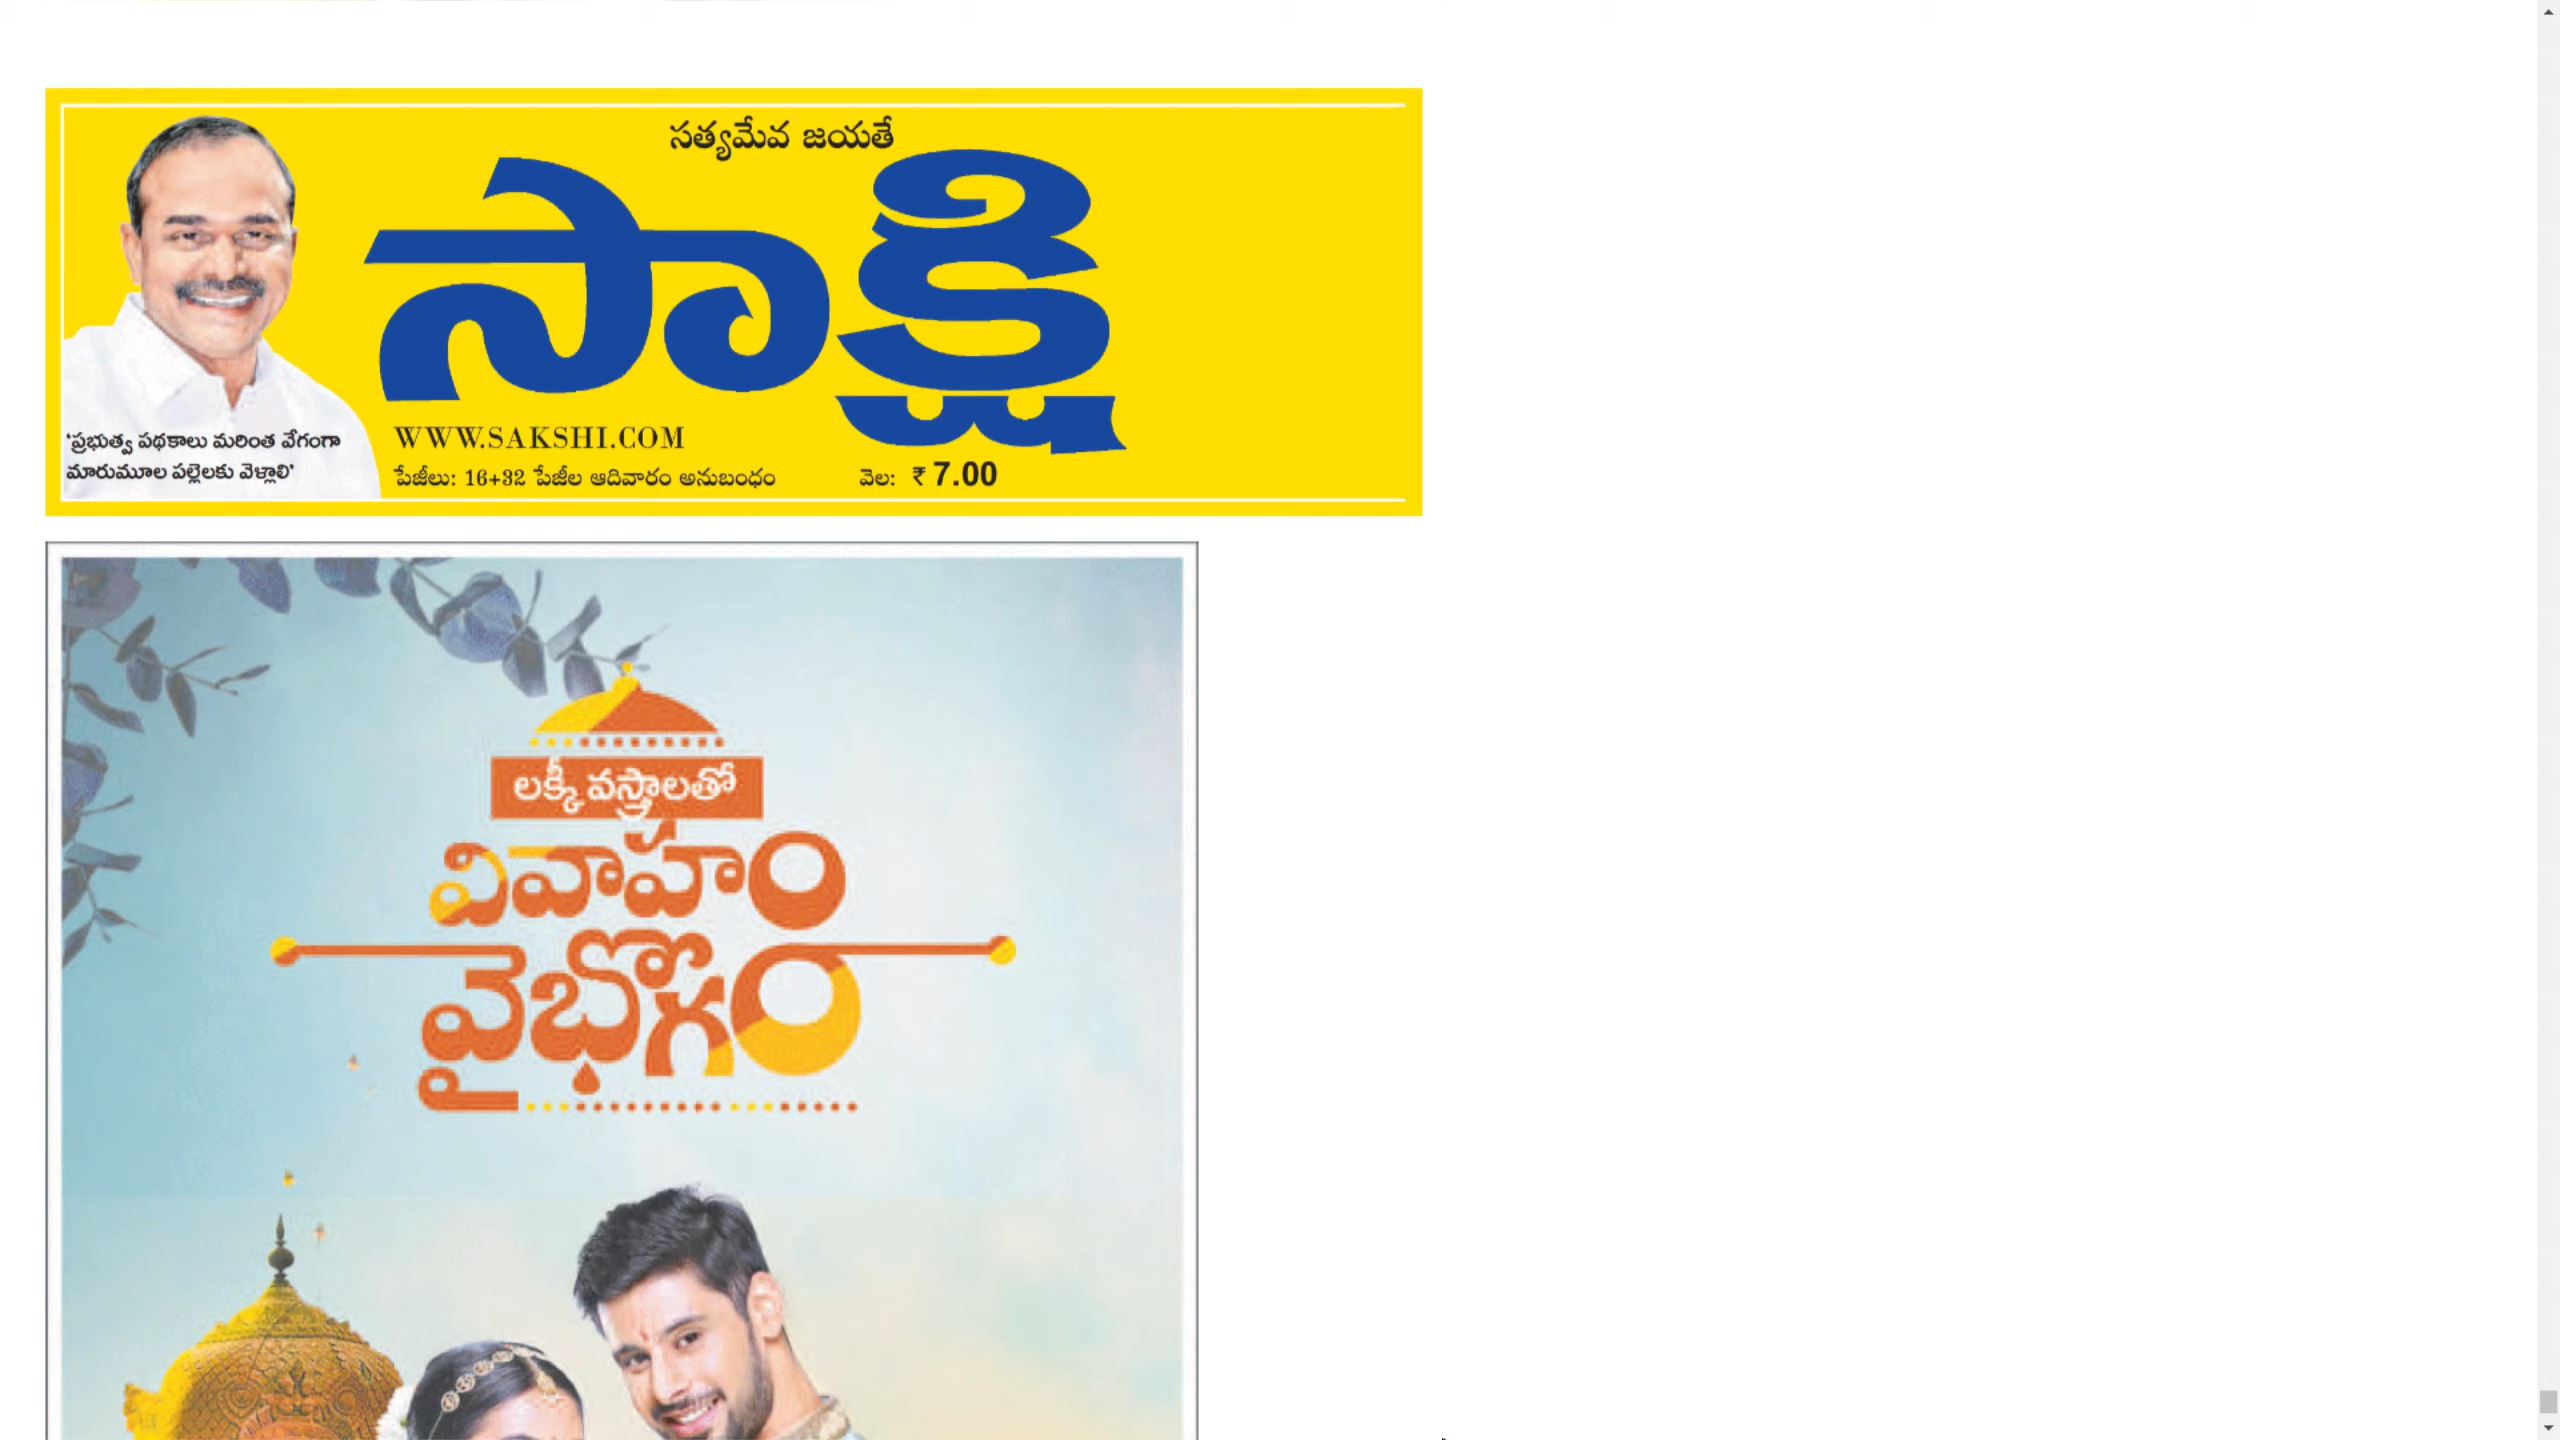 సత్యమేవ జయతే
సాక్షి
'ప్రభుత్వ పథకాలు మరింత వేగంగా
మారుమూల పల్లెలకు వెళ్లాలి'
WWW.SAKSHI.COM
పేజీలు: 16+32 పేజీల ఆదివారం అనుబంధం వెల: ₹ 7.00
లక్కీ వస్త్రాలతో
వివాహం
వైభోగం